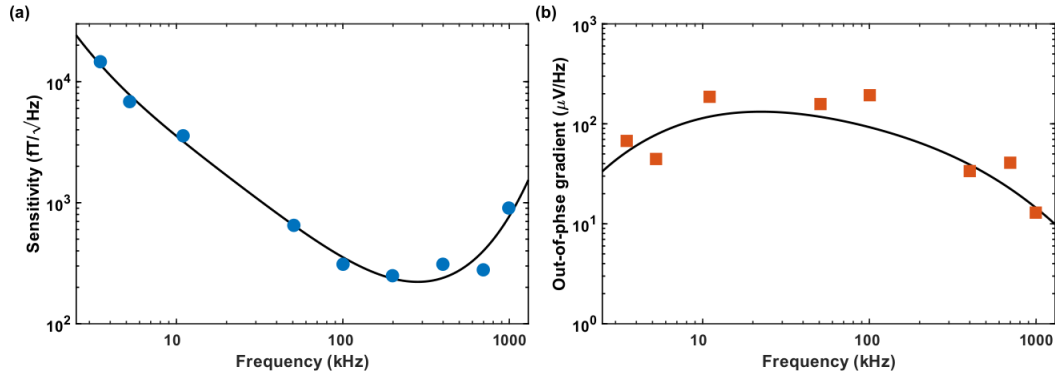 (a)
Sensitivity (fT/√Hz)
10^4
10^3
10^2
10
100
1000
Frequency (kHz)
(b)
Out-of-phse gradient (μV/Hz)
10^3
10^2
10^1
10^0
10
100
1000
Frequency (kHz)